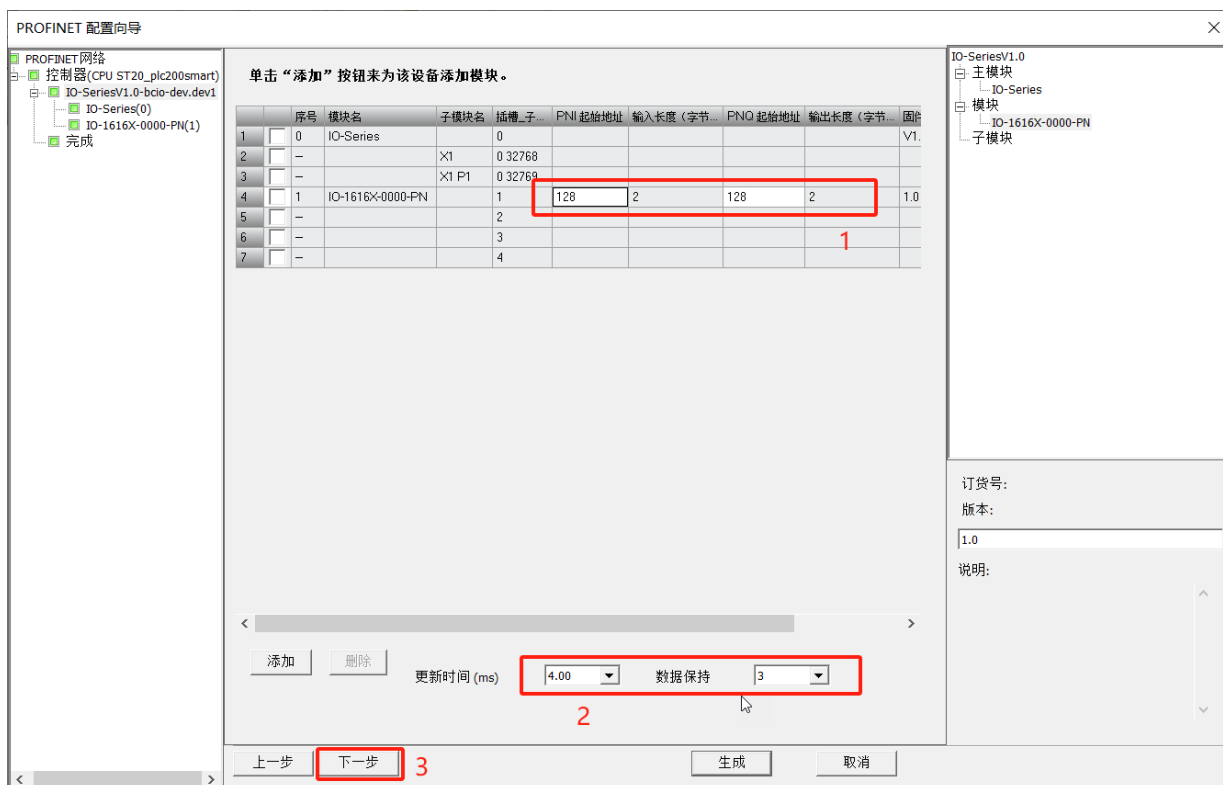 PROFINET 配置向导
PROFINET网络
控制器(CPU ST20_plc200smart)
IO-SeriesV1.0-bcio-dev.dev1
IO-Series(0)
IO-1616X-0000-PN(1)
完成
单击“添加”按钮来为该设备添加模块。
序号 模块名 子模块名 插槽_子... PNI 起始地址 输入长度（字节... PNQ 起始地址 输出长度（字节... 固件
1 0 IO-Series 0 V1.
2 – X1 0 32768
3 – X1 P1 0 32769
4 1 IO-1616X-0000-PN 1 128 2 128 2 1.0
5 – 2
6 – 3
7 – 4
1
添加 删除 更新时间 (ms) 4.00 数据保持 3
2
上一步 下一步 3 生成 取消
IO-SeriesV1.0
主模块
IO-Series
模块
IO-1616X-0000-PN
子模块
订货号:
版本:
1.0
说明: